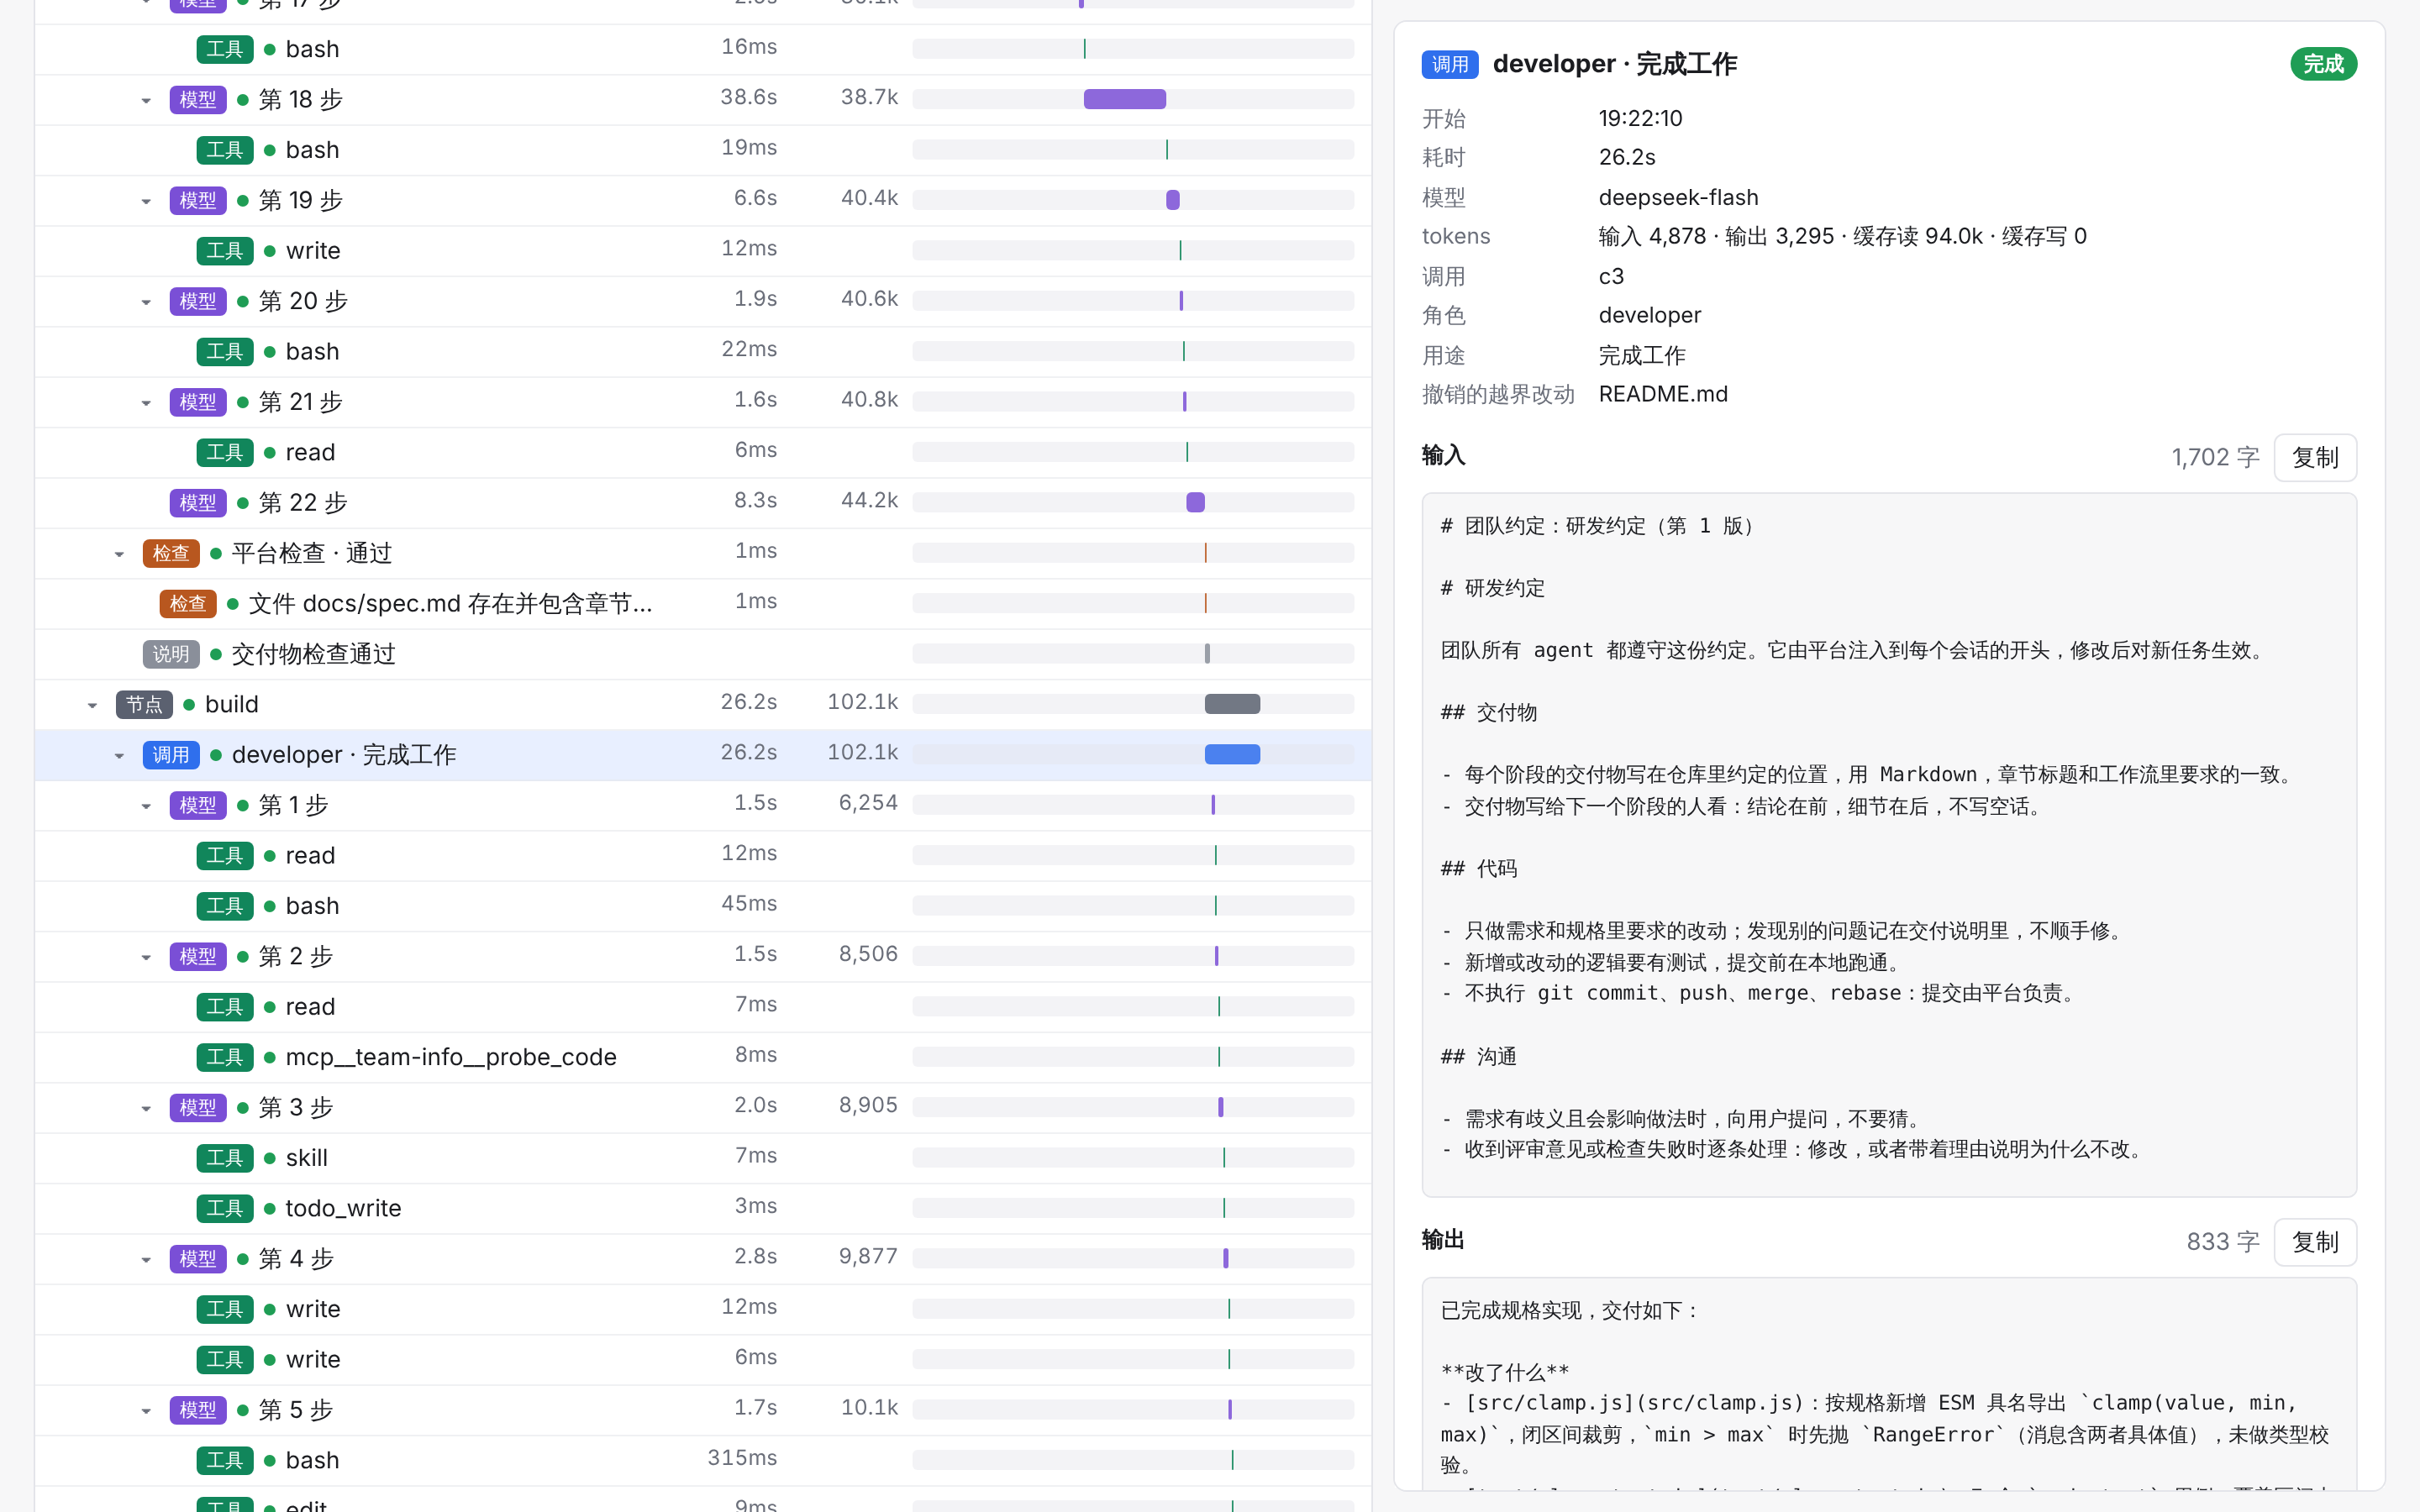 模型 第 17 步
工具 bash 16ms
模型 第 18 步 38.6s 38.7k
工具 bash 19ms
模型 第 19 步 6.6s 40.4k
工具 write 12ms
模型 第 20 步 1.9s 40.6k
工具 bash 22ms
模型 第 21 步 1.6s 40.8k
工具 read 6ms
模型 第 22 步 8.3s 44.2k
检查 平台检查 · 通过 1ms
检查 文件 docs/spec.md 存在并包含章节... 1ms
说明 交付物检查通过
节点 build 26.2s 102.1k
调用 developer · 完成工作 26.2s 102.1k
模型 第 1 步 1.5s 6,254
工具 read 12ms
工具 bash 45ms
模型 第 2 步 1.5s 8,506
工具 read 7ms
工具 mcp__team-info__probe_code 8ms
模型 第 3 步 2.0s 8,905
工具 skill 7ms
工具 todo_write 3ms
模型 第 4 步 2.8s 9,877
工具 write 12ms
工具 write 6ms
模型 第 5 步 1.7s 10.1k
工具 bash 315ms
工具 edit 9ms
调用 developer · 完成工作 完成
开始 19:22:10
耗时 26.2s
模型 deepseek-flash
tokens 输入 4,878 · 输出 3,295 · 缓存读 94.0k · 缓存写 0
调用 c3
角色 developer
用途 完成工作
撤销的越界改动 README.md
输入 1,702 字 复制
# 团队约定：研发约定（第 1 版）
# 研发约定
团队所有 agent 都遵守这份约定。它由平台注入到每个会话的开头，修改后对新任务生效。
## 交付物
- 每个阶段的交付物写在仓库里约定的位置，用 Markdown，章节标题和工作流里要求的一致。
- 交付物写给下一个阶段的人看：结论在前，细节在后，不写空话。
## 代码
- 只做需求和规格里要求的改动；发现别的问题记在交付说明里，不顺手修。
- 新增或改动的逻辑要有测试，提交前在本地跑通。
- 不执行 git commit、push、merge、rebase：提交由平台负责。
## 沟通
- 需求有歧义且会影响做法时，向用户提问，不要猜。
- 收到评审意见或检查失败时逐条处理：修改，或者带着理由说明为什么不改。
输出 833 字 复制
已完成规格实现，交付如下：
**改了什么**
- [src/clamp.js](src/clamp.js)：按规格新增 ESM 具名导出 `clamp(value, min,
max)`，闭区间裁剪，`min > max` 时先抛 `RangeError`（消息含两者具体值），未做类型校
验。